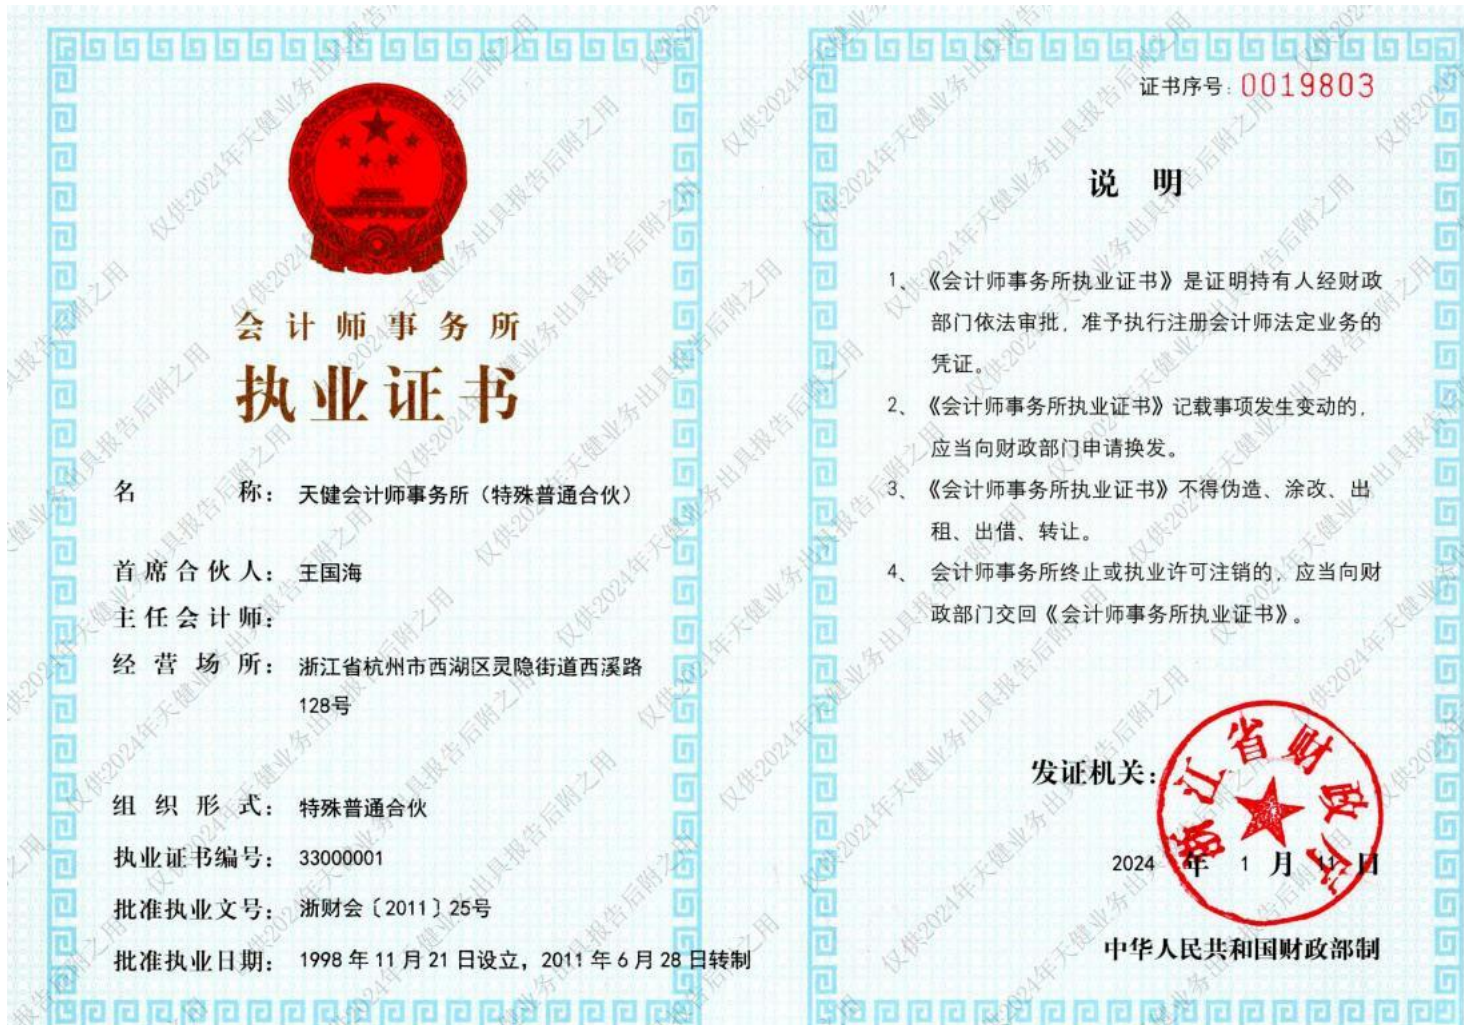 会计师事务所
执业证书
名 称： 天健会计师事务所（特殊普通合伙）
首席合伙人： 王国海
主任会计师：
经营场所： 浙江省杭州市西湖区灵隐街道西溪路
128号
组织形式： 特殊普通合伙
执业证书编号： 33000001
批准执业文号： 浙财会〔2011〕25号
批准执业日期： 1998年11月21日设立，2011年6月28日转制
证书序号：0019803
说 明
1、《会计师事务所执业证书》是证明持有人经财政
部门依法审批，准予执行注册会计师法定业务的
凭证。
2、《会计师事务所执业证书》记载事项发生变动的，
应当向财政部门申请换发。
3、《会计师事务所执业证书》不得伪造、涂改、出
租、出借、转让。
4、会计师事务所终止或执业许可注销的，应当向财
政部门交回《会计师事务所执业证书》。
发证机关：
浙江省财政厅
2024年1月11日
中华人民共和国财政部制
仅供2024年天健业务出具报告后附之用